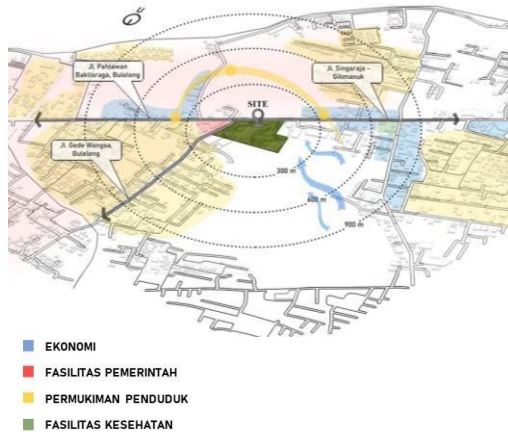 Jl. Pahlawan
Baktisraga, Buleleng
Jl. Singaraja -
Gilimanuk
SITE
Jl. Gede Wangsa,
Buleleng
300 m
600 m
900 m
EKONOMI
FASILITAS PEMERINTAH
PERMUKIMAN PENDUDUK
FASILITAS KESEHATAN